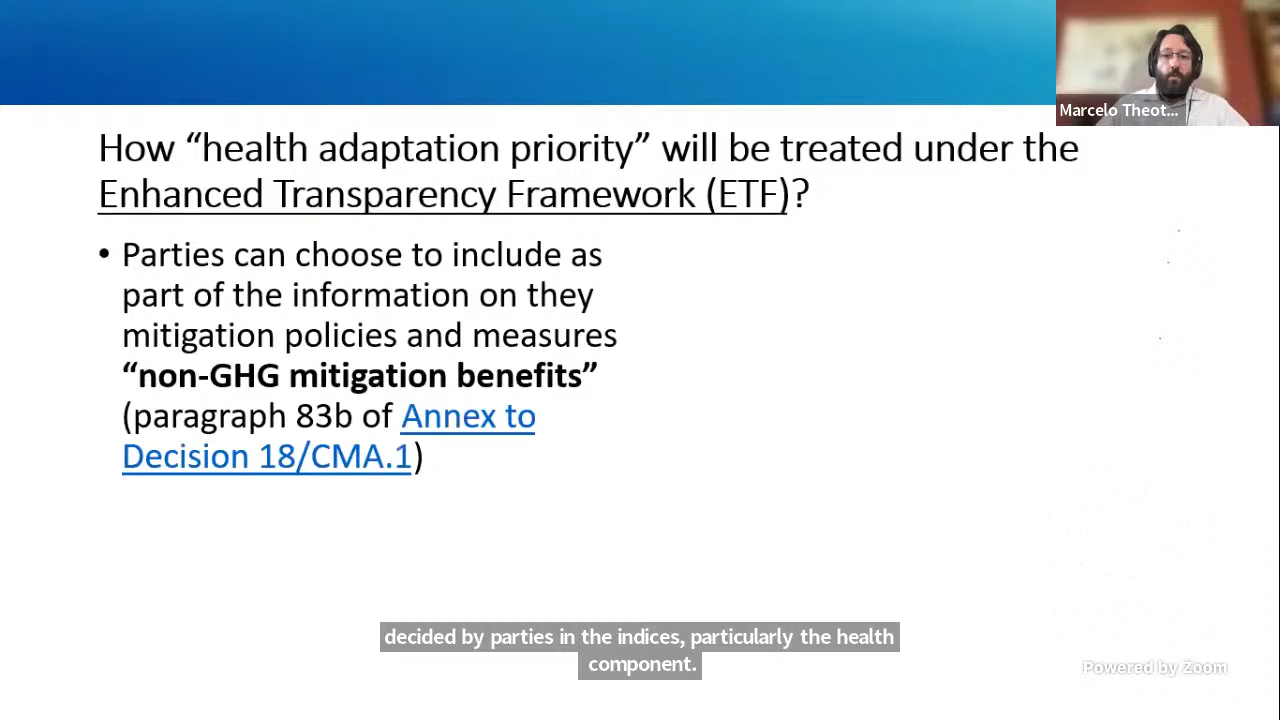 Marcelo Theot...
How “health adaptation priority” will be treated under the
Enhanced Transparency Framework (ETF)?
• Parties can choose to include as
part of the information on they
mitigation policies and measures
“non-GHG mitigation benefits”
(paragraph 83b of Annex to
Decision 18/CMA.1)
decided by parties in the indices, particularly the health
component.
Powered by Zoom